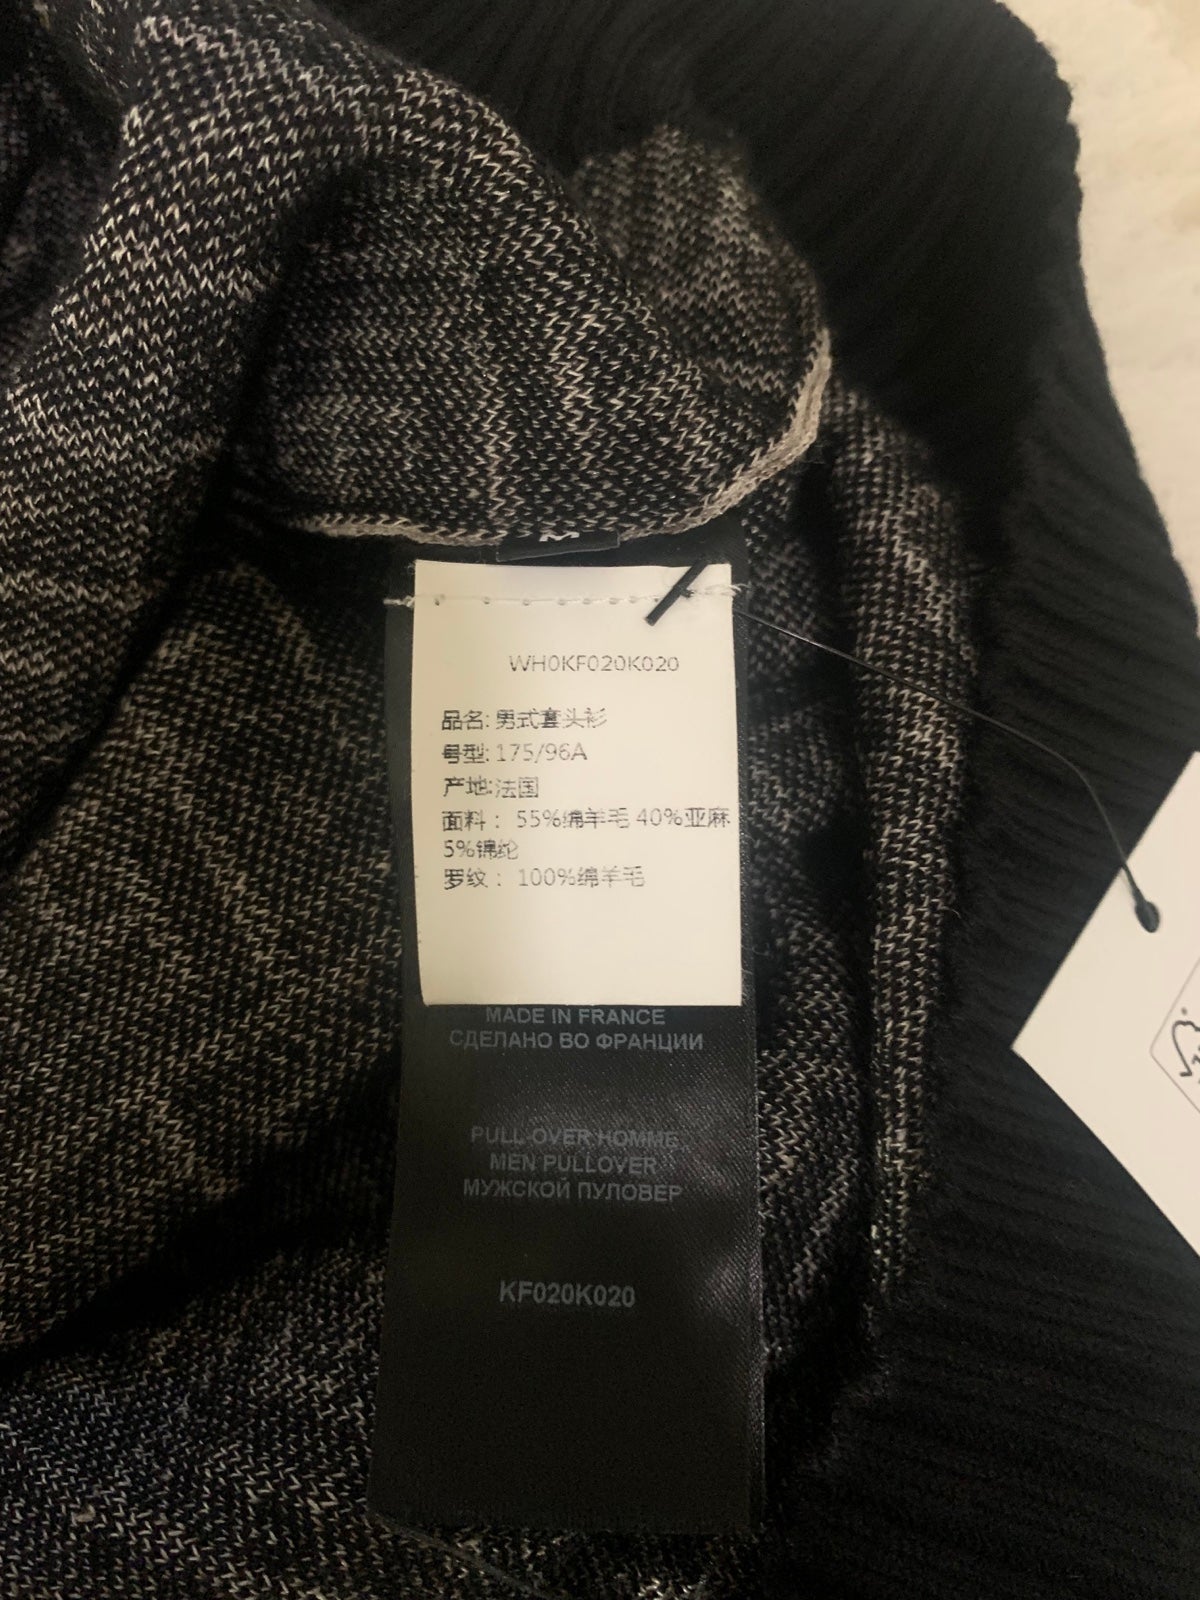 M
WH0KF020K020
品名: 男式套头衫
号型: 175/96A
产地:法国
面料： 55%绵羊毛 40%亚麻
5%锦纶
罗纹： 100%绵羊毛
MADE IN FRANCE
СДЕЛАНО ВО ФРАНЦИИ
PULL-OVER HOMME
MEN PULLOVER
МУЖСКОЙ ПУЛОВЕР
KF020K020